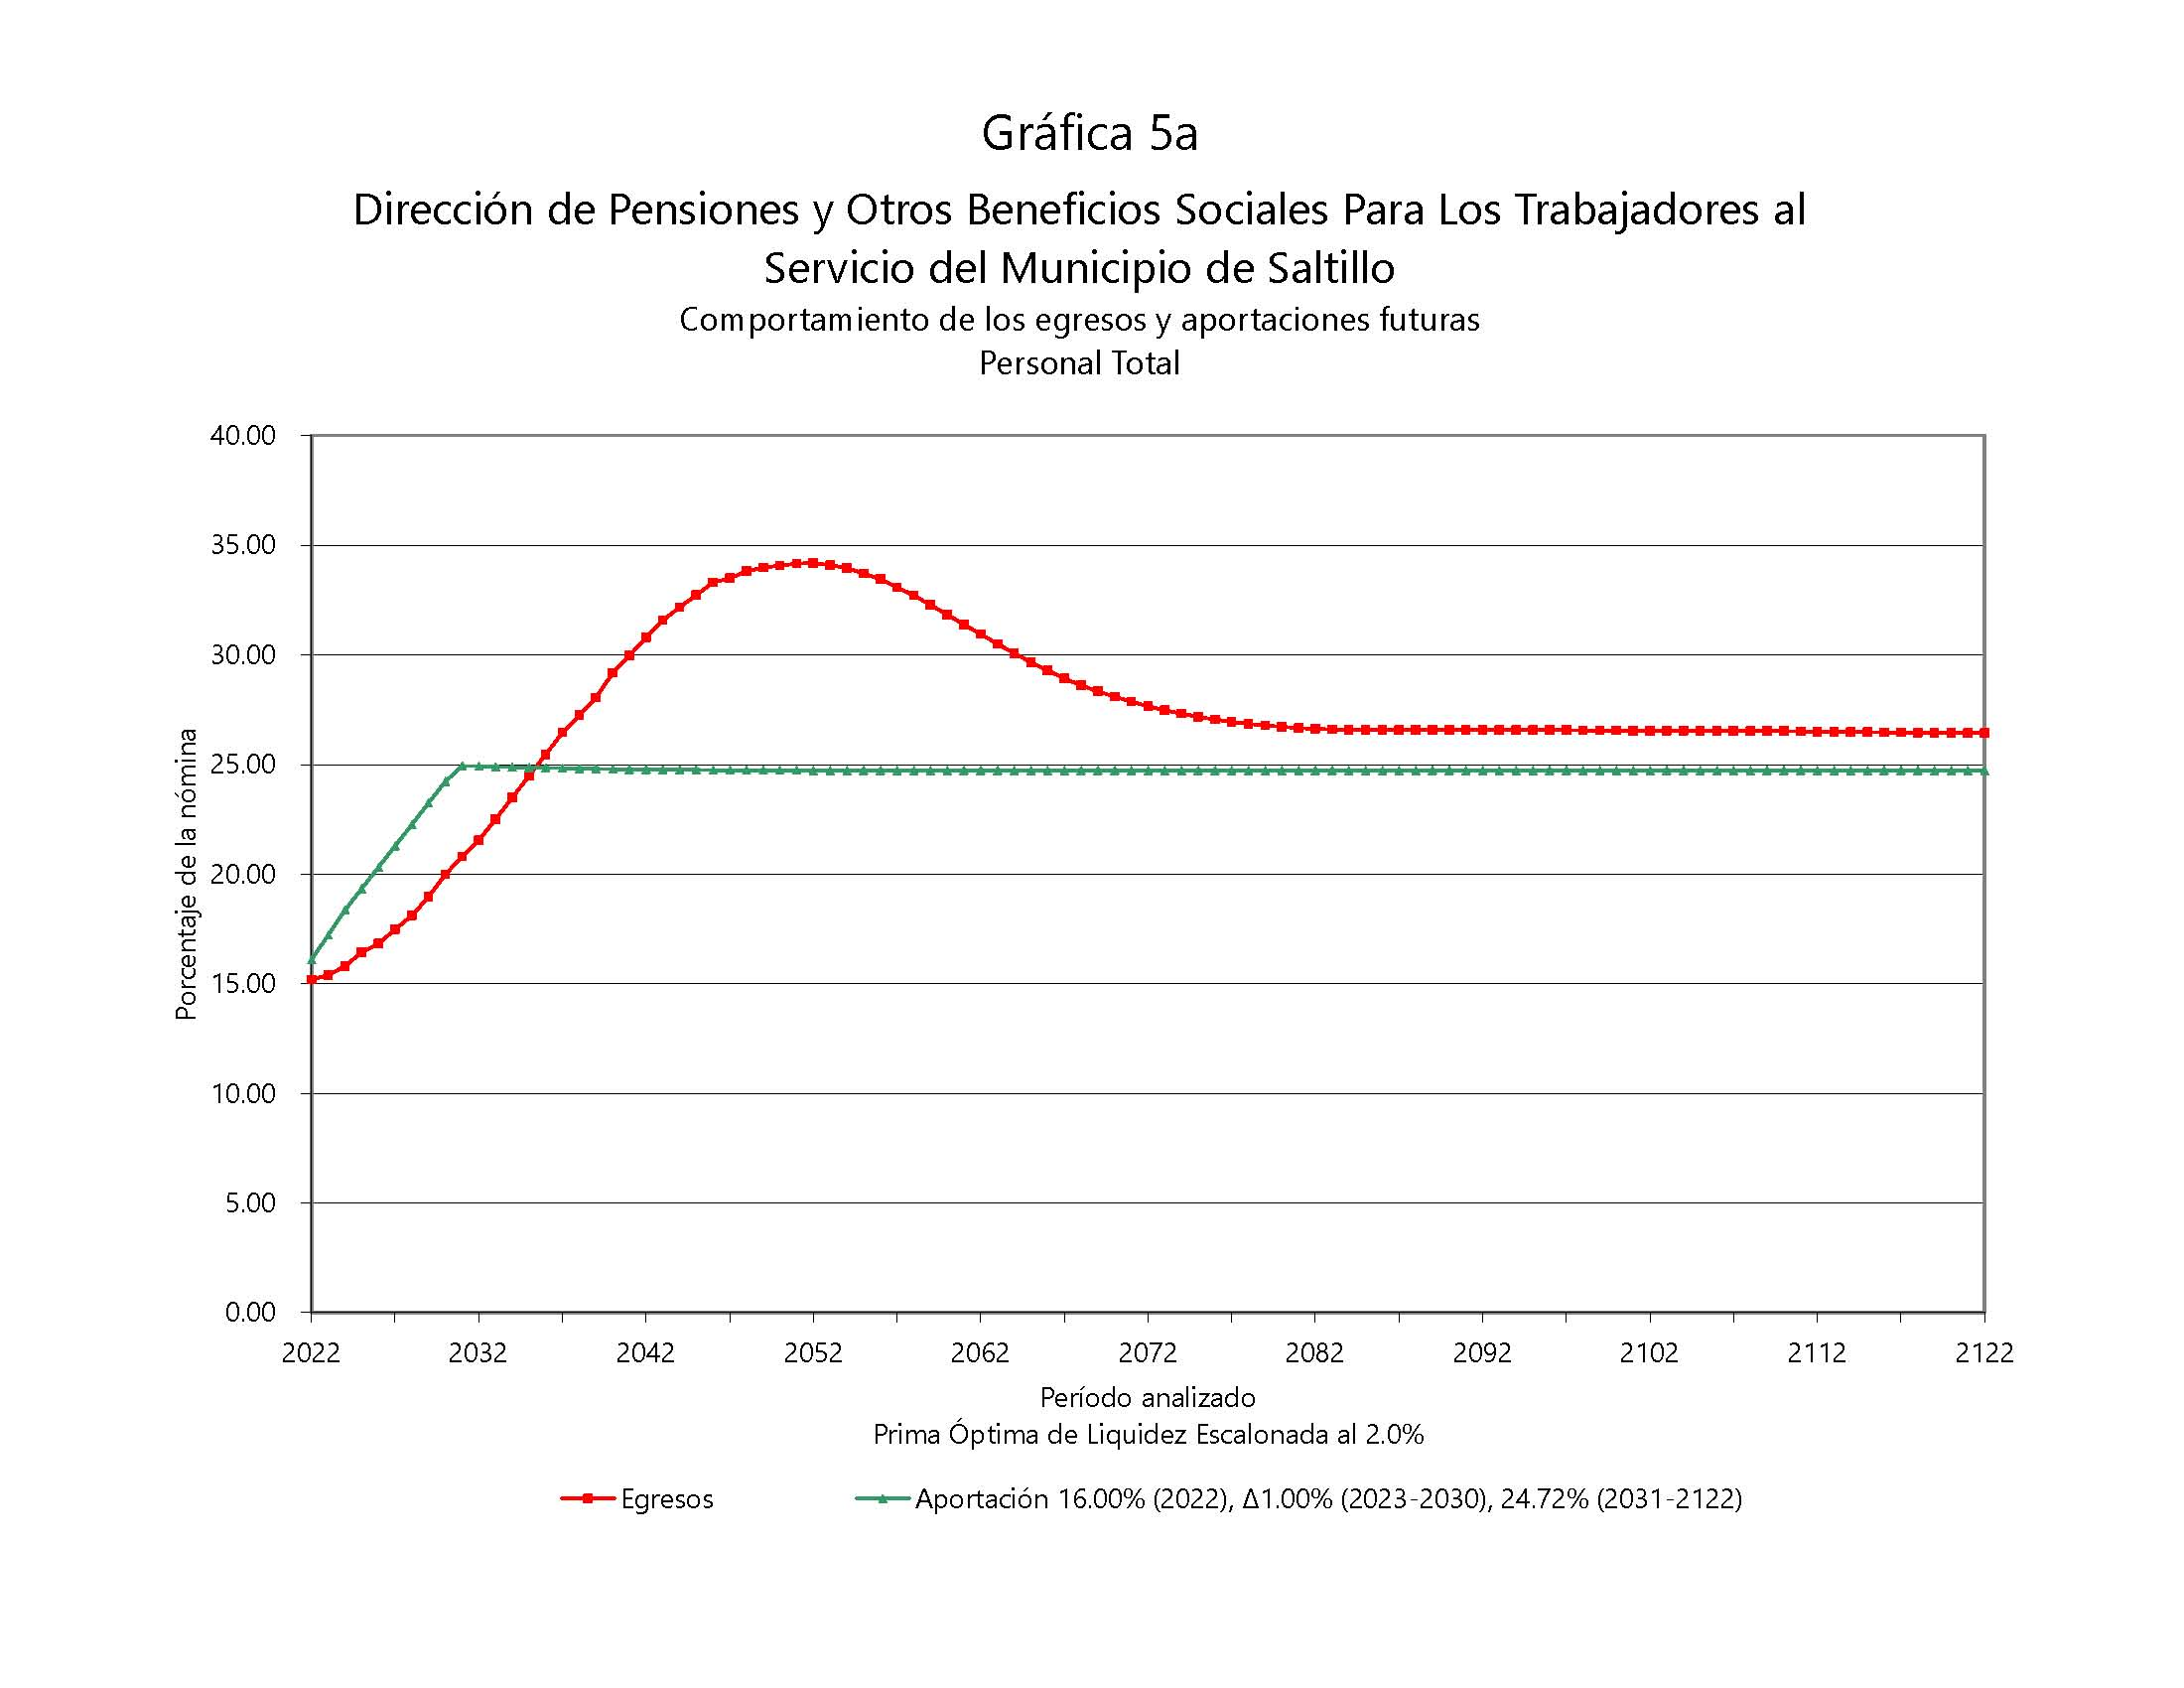 Gráfica 5a
Dirección de Pensiones y Otros Beneficios Sociales Para Los Trabajadores al
Servicio del Municipio de Saltillo
Comportamiento de los egresos y aportaciones futuras
Personal Total
40.00
35.00
30.00
25.00
20.00
15.00
10.00
5.00
0.00
Porcentaje de la nómina
2022 2032 2042 2052 2062 2072 2082 2092 2102 2112 2122
Período analizado
Prima Óptima de Liquidez Escalonada al 2.0%
Egresos Aportación 16.00% (2022), Δ1.00% (2023-2030), 24.72% (2031-2122)